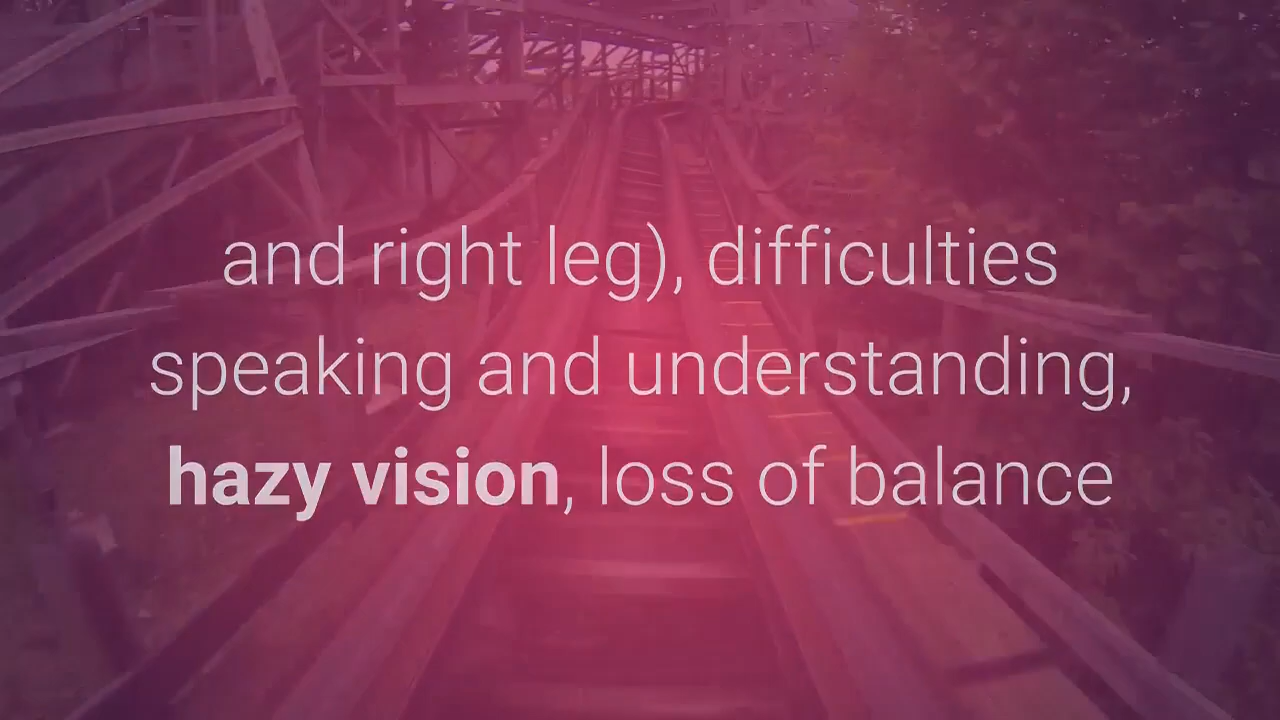 and right leg), difficulties
speaking and understanding,
hazy vision, loss of balance